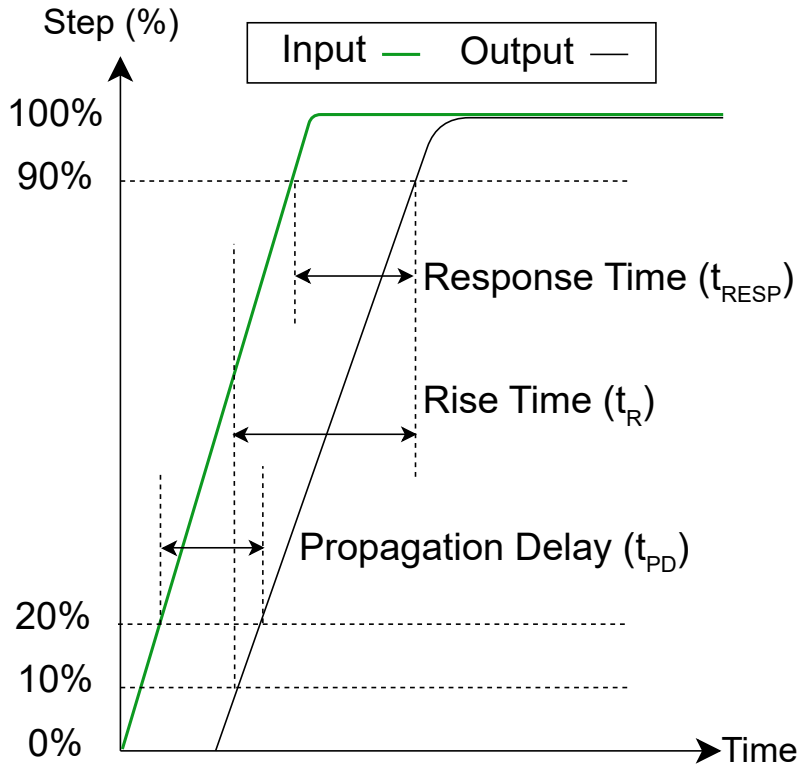 Step (%)
Input Output
100%
90%
Response Time (tRESP)
Rise Time (tR)
Propagation Delay (tPD)
20%
10%
0%
Time